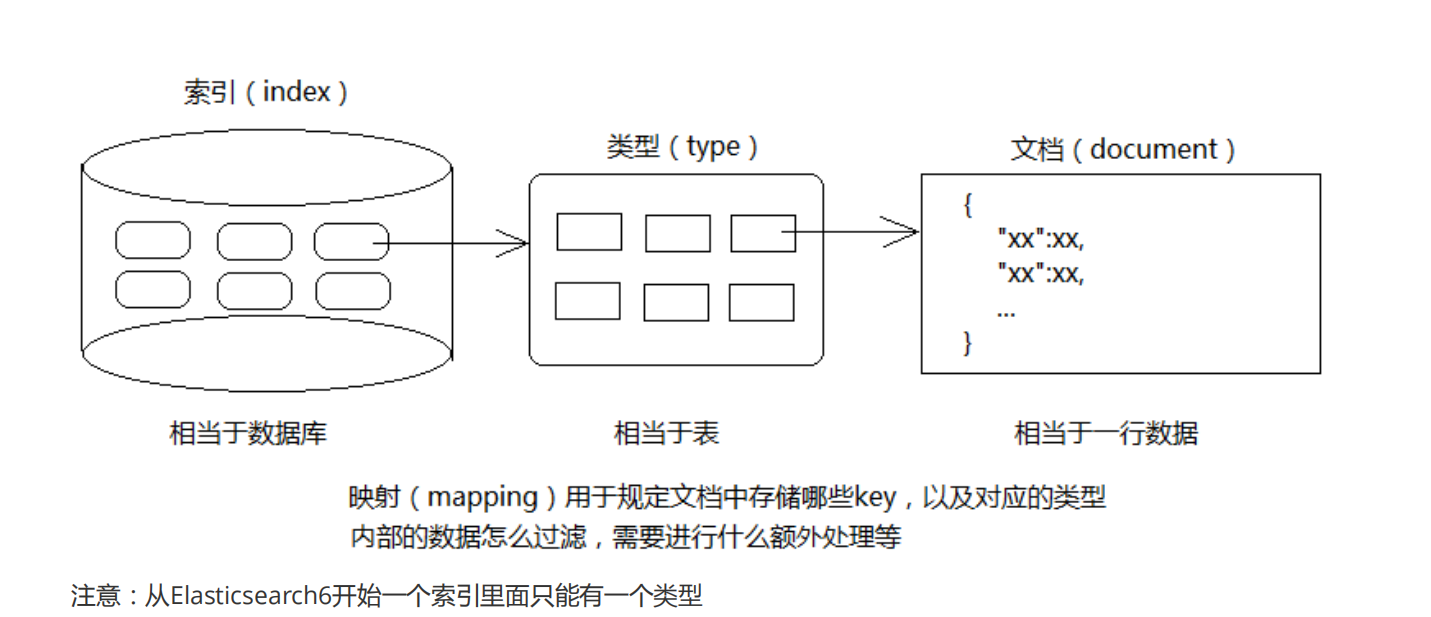 索引（index）
类型（type）
文档（document）
{
"xx":xx,
"xx":xx,
...
}
相当于数据库
相当于表
相当于一行数据
映射（mapping）用于规定文档中存储哪些key，以及对应的类型
内部的数据怎么过滤，需要进行什么额外处理等
注意：从Elasticsearch6开始一个索引里面只能有一个类型